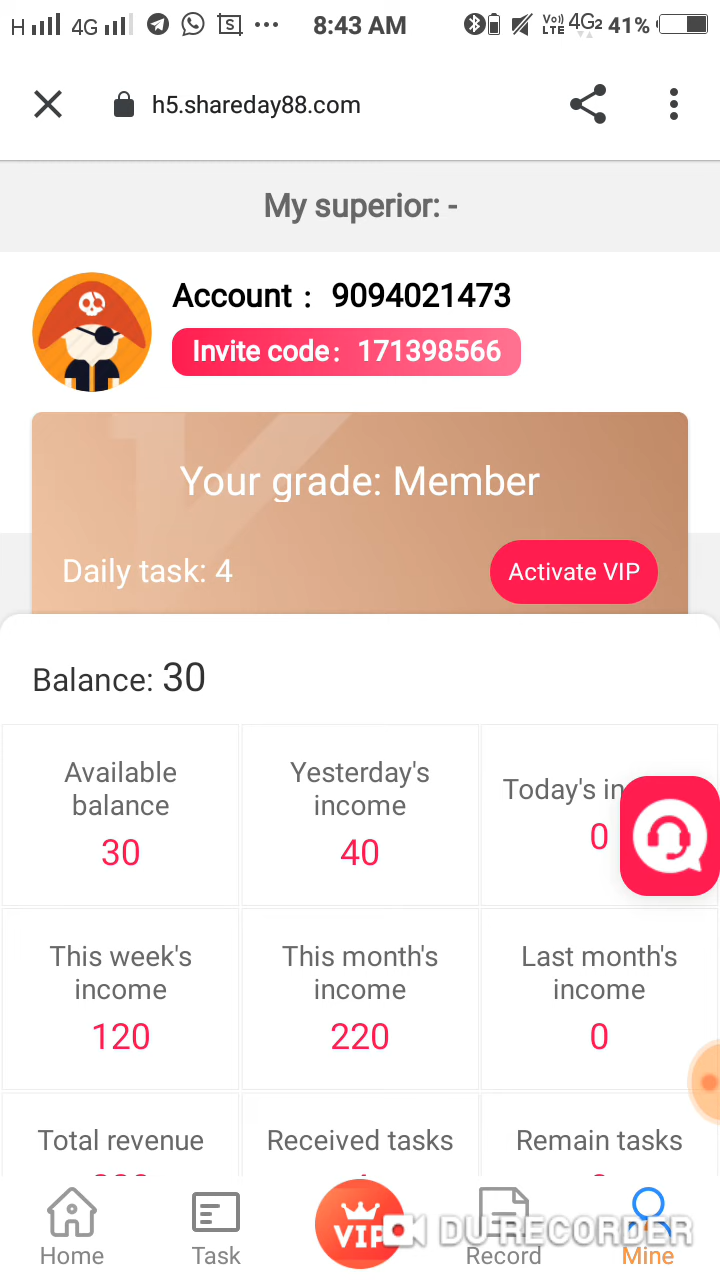 H 4G 8:43 AM Vo)) LTE 4G2 41%
h5.shareday88.com
My superior: -
Account : 9094021473
Invite code: 171398566
Your grade: Member
Daily task: 4
Activate VIP
Balance: 30
Available balance
30
Yesterday's income
40
Today's in
0
This week's income
120
This month's income
220
Last month's income
0
Total revenue
Received tasks
Remain tasks
Home
Task
VIP
Record
Mine
DU RECORDER